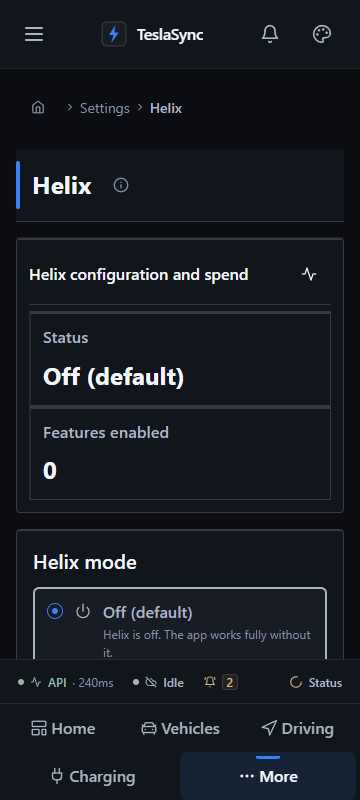 TeslaSync
Settings
Helix
Helix
Helix configuration and spend
Status
Off (default)
Features enabled
0
Helix mode
Off (default)
Helix is off. The app works fully without
it.
API · 240ms
Idle
2
Status
Home
Vehicles
Driving
Charging
More